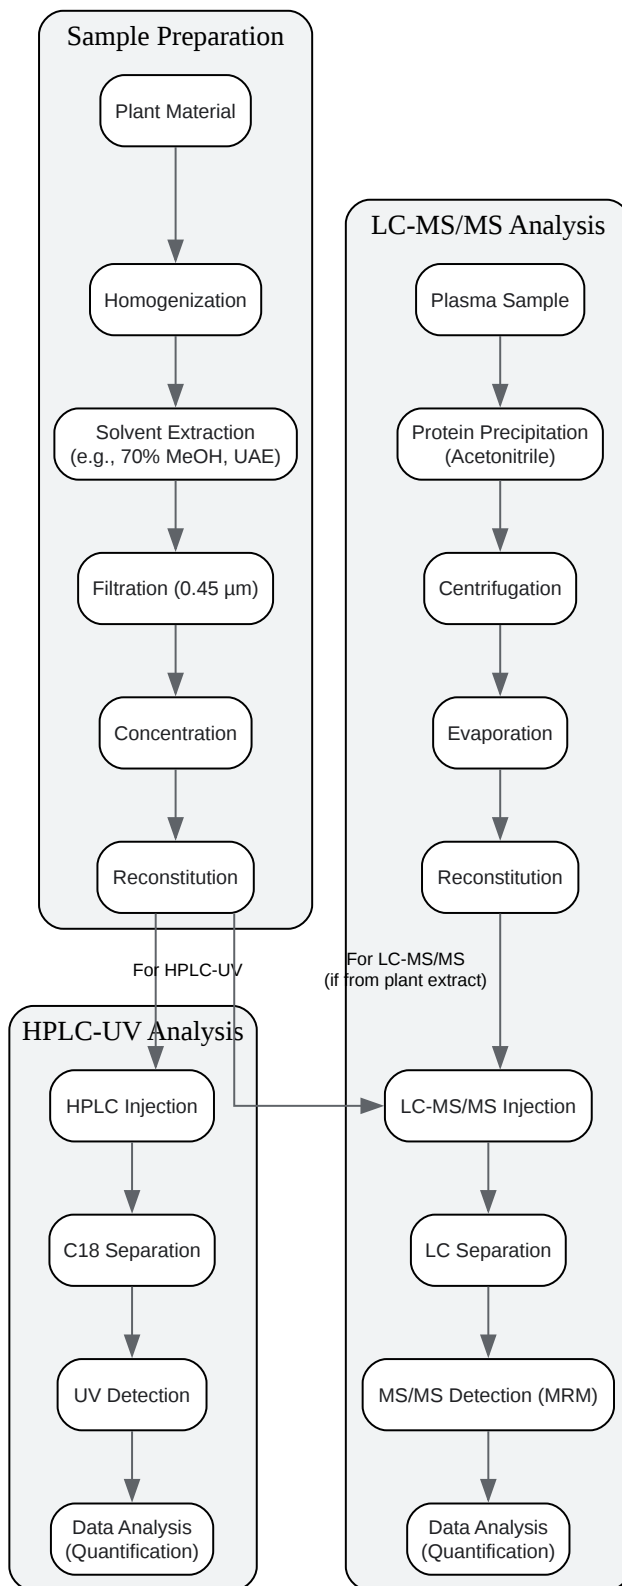 Sample Preparation
Plant Material
Homogenization
Solvent Extraction
(e.g., 70% MeOH, UAE)
Filtration (0.45 µm)
Concentration
Reconstitution
For HPLC-UV
HPLC-UV Analysis
HPLC Injection
C18 Separation
UV Detection
Data Analysis
(Quantification)
LC-MS/MS Analysis
Plasma Sample
Protein Precipitation
(Acetonitrile)
Centrifugation
Evaporation
Reconstitution
For LC-MS/MS
(if from plant extract)
LC-MS/MS Injection
LC Separation
MS/MS Detection (MRM)
Data Analysis
(Quantification)